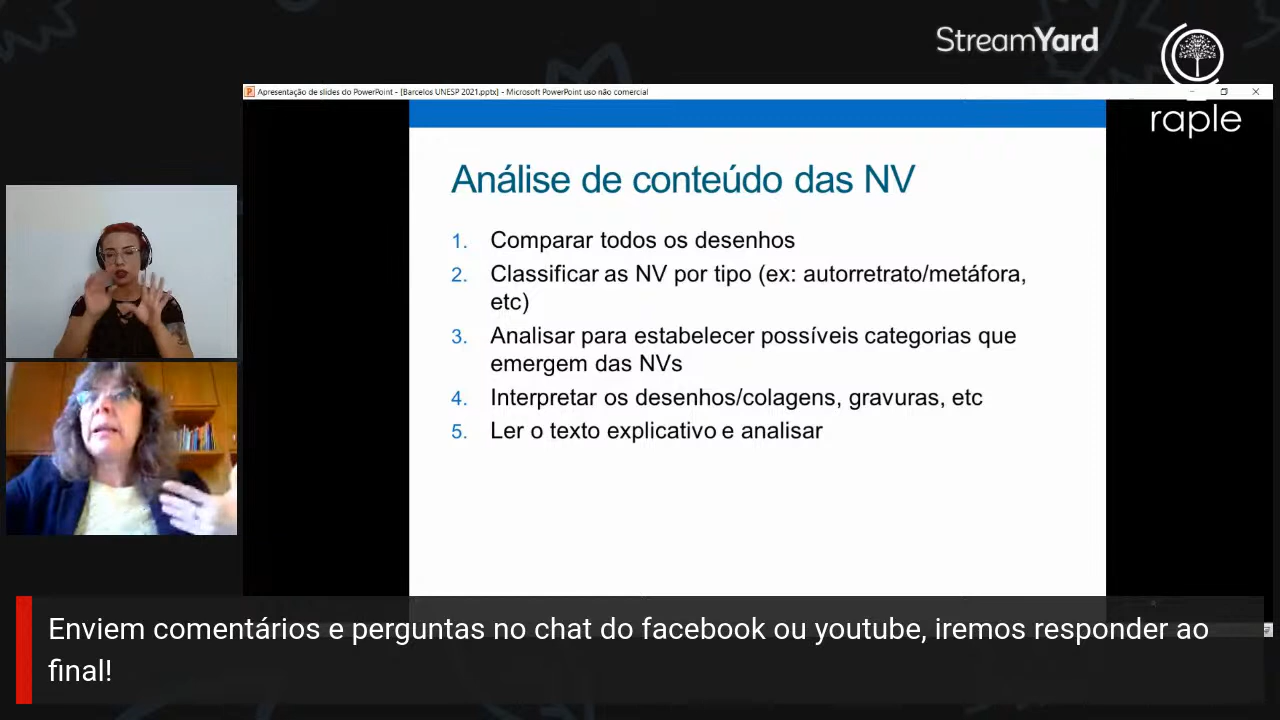 StreamYard
raple
Apresentação de slides do PowerPoint - [Barcelos UNESP 2021.pptx] - Microsoft PowerPoint uso não comercial
Análise de conteúdo das NV
1. Comparar todos os desenhos
2. Classificar as NV por tipo (ex: autorretrato/metáfora,
etc)
3. Analisar para estabelecer possíveis categorias que
emergem das NVs
4. Interpretar os desenhos/colagens, gravuras, etc
5. Ler o texto explicativo e analisar
Enviem comentários e perguntas no chat do facebook ou youtube, iremos responder ao
final!